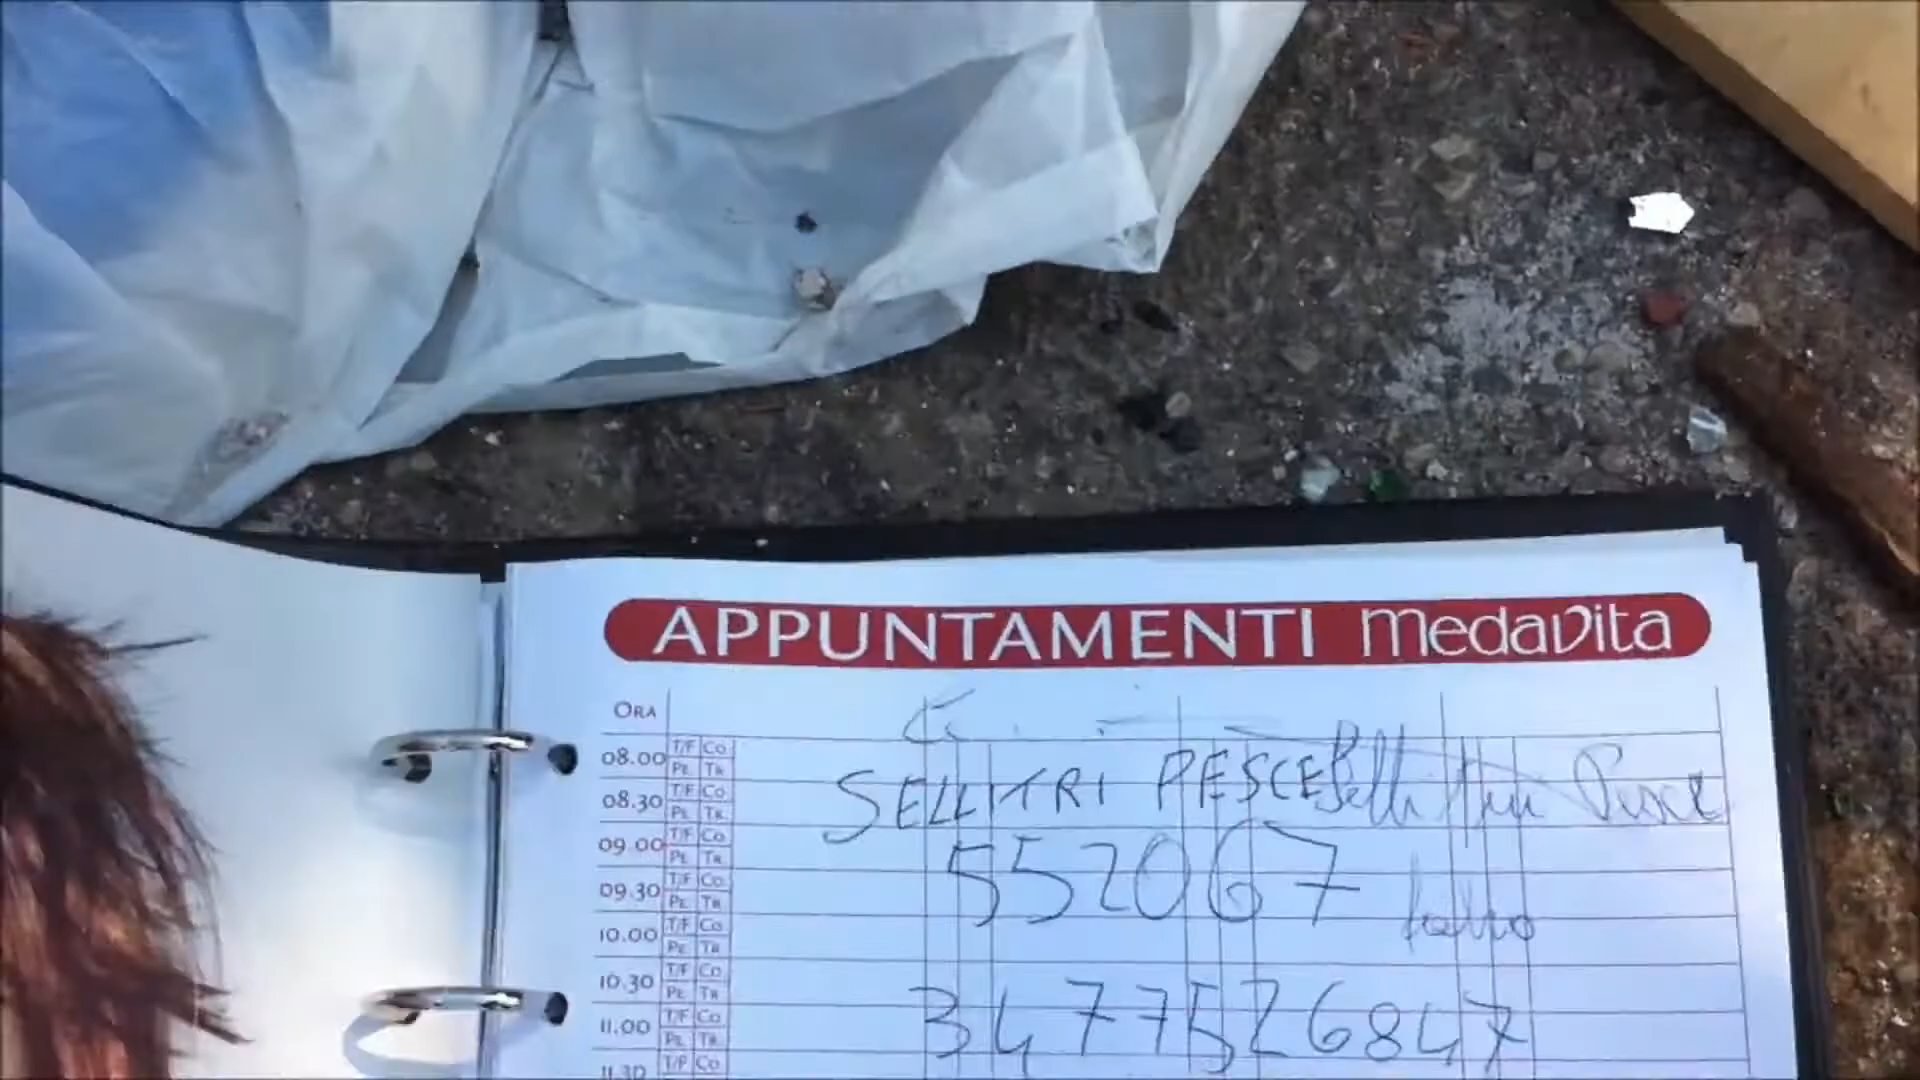 APPUNTAMENTI medavita
ORA
08.00 T/F Co
PE TR
SELLITRI PESCE
08.30 T/F Co
PE TR
09.00 T/F Co
PE TR
552067
09.30 T/F Co
PE TR
10.00 T/F Co
PE TR
10.30 T/F Co
PE TR
3477526847
11.00 T/F Co
PE TR
11.30 T/F Co